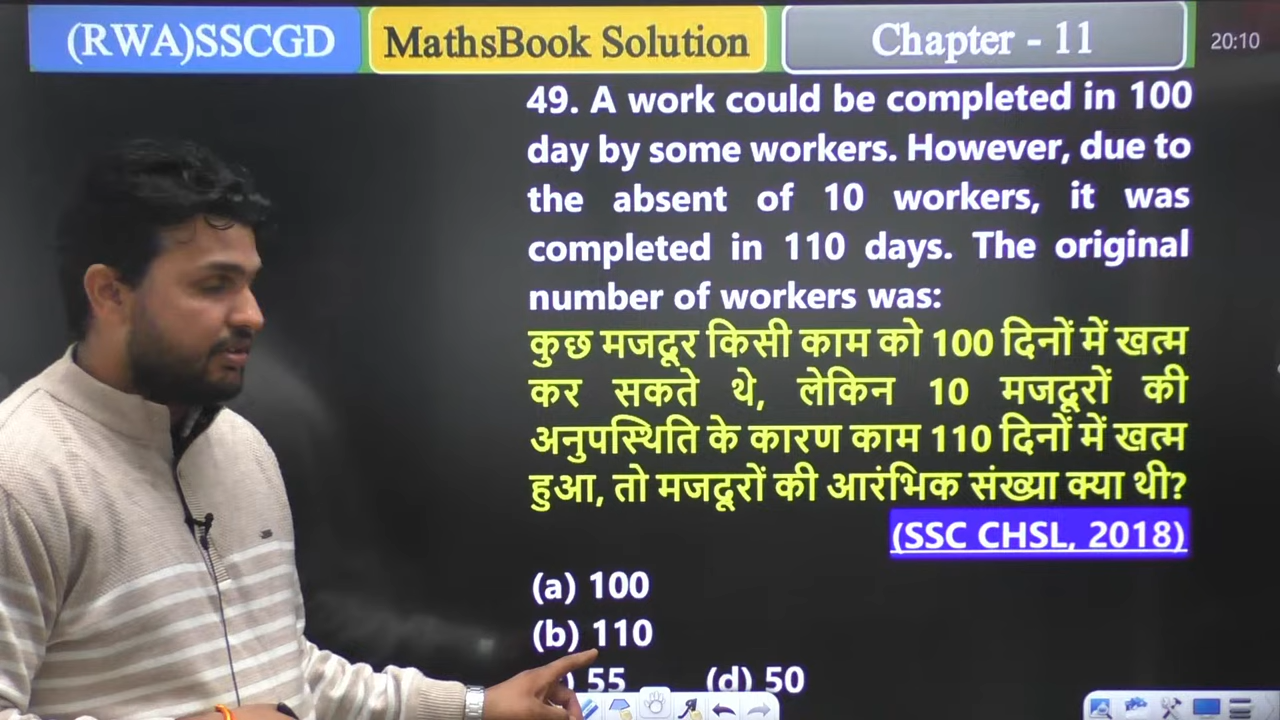 (RWA)SSCGD MathsBook Solution Chapter - 11 20:10
49. A work could be completed in 100
day by some workers. However, due to
the absent of 10 workers, it was
completed in 110 days. The original
number of workers was:
कुछ मजदूर किसी काम को 100 दिनों में खत्म
कर सकते थे, लेकिन 10 मजदूरों की
अनुपस्थिति के कारण काम 110 दिनों में खत्म
हुआ, तो मजदूरों की आरंभिक संख्या क्या थी?
(SSC CHSL, 2018)
(a) 100
(b) 110
) 55 (d) 50